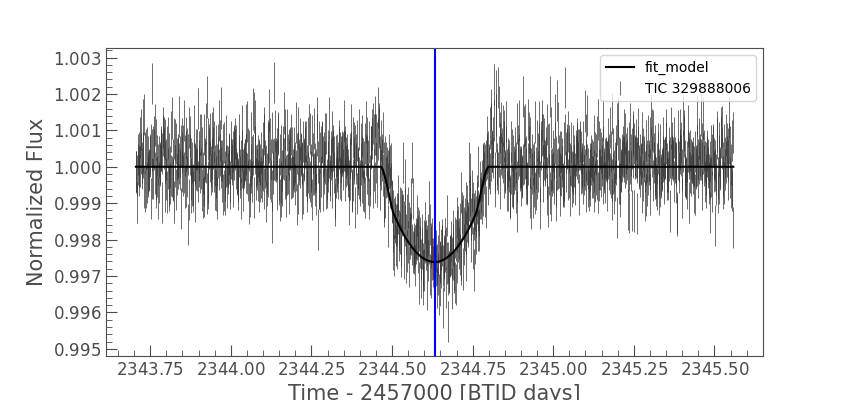 1.003
1.002
1.001
1.000
0.999
0.998
0.997
0.996
0.995
Normalized Flux
fit_model
TIC 329888006
2343.75 2344.00 2344.25 2344.50 2344.75 2345.00 2345.25 2345.50
Time - 2457000 [BTJD days]